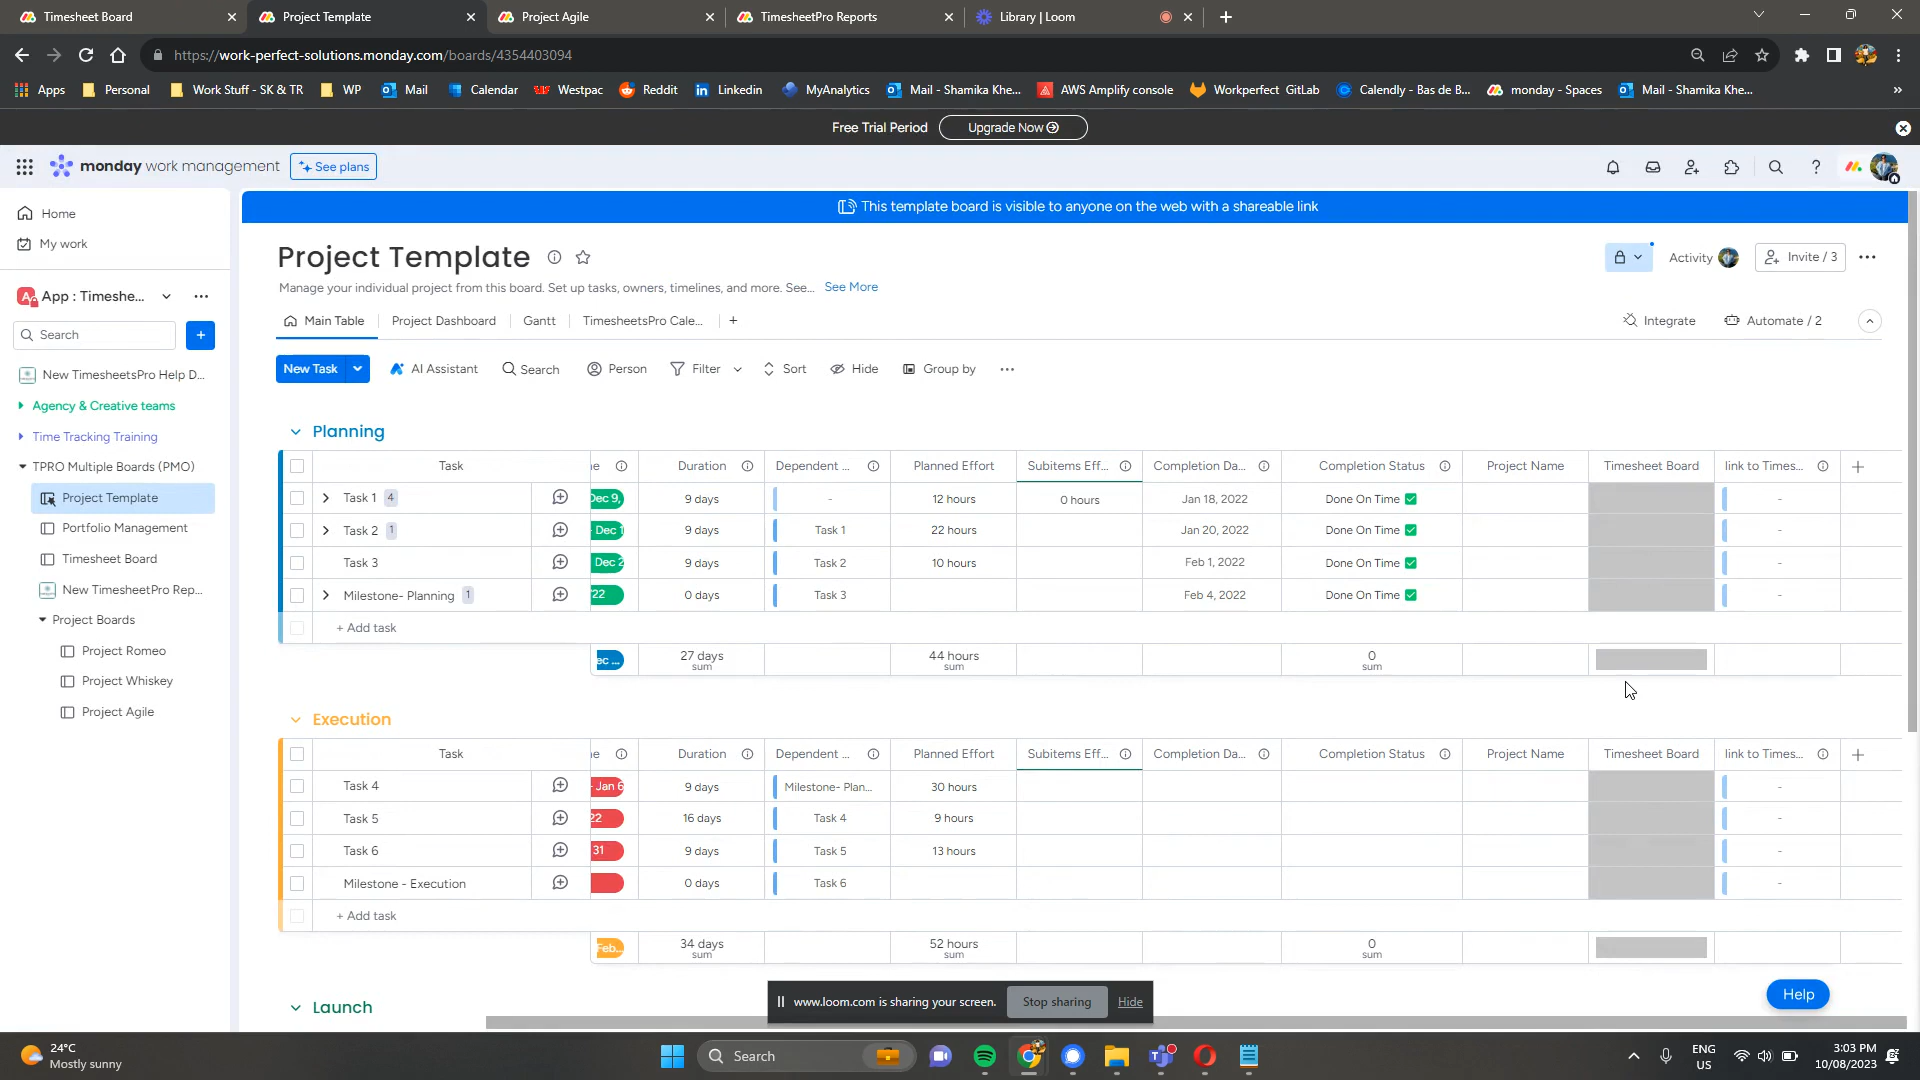 Timesheet Board
Project Template
Project Agile
TimesheetPro Reports
Library | Loom
https://work-perfect-solutions.monday.com/boards/4354403094
Apps
Personal
Work Stuff - SK & TR
WP
Mail
Calendar
Westpac
Reddit
Linkedin
MyAnalytics
Mail - Shamika Khe...
AWS Amplify console
Workperfect GitLab
Calendly - Bas de B...
monday - Spaces
Mail - Shamika Khe...
»
Free Trial Period
Upgrade Now
monday work management
See plans
This template board is visible to anyone on the web with a shareable link
Home
My work
App : Timeshe...
Search
New TimesheetsPro Help D...
Agency & Creative teams
Time Tracking Training
TPRO Multiple Boards (PMO)
Project Template
Portfolio Management
Timesheet Board
New TimesheetPro Rep...
Project Boards
Project Romeo
Project Whiskey
Project Agile
Project Template
Activity
Invite / 3
Manage your individual project from this board. Set up tasks, owners, timelines, and more. See...
See More
Main Table
Project Dashboard
Gantt
TimesheetsPro Cale...
Integrate
Automate / 2
New Task
AI Assistant
Search
Person
Filter
Sort
Hide
Group by
Planning
Task
ne
Duration
Dependent ...
Planned Effort
Subitems Eff...
Completion Da...
Completion Status
Project Name
Timesheet Board
link to Times...
Task 1 4
Dec 9,
9 days
-
12 hours
0 hours
Jan 18, 2022
Done On Time
-
Task 2 1
- Dec 1
9 days
Task 1
22 hours
Jan 20, 2022
Done On Time
-
Task 3
Dec 2
9 days
Task 2
10 hours
Feb 1, 2022
Done On Time
-
Milestone- Planning 1
'22
0 days
Task 3
Feb 4, 2022
Done On Time
-
+ Add task
ec ...
27 days
sum
44 hours
sum
0
sum
Execution
Task
ne
Duration
Dependent ...
Planned Effort
Subitems Eff...
Completion Da...
Completion Status
Project Name
Timesheet Board
link to Times...
Task 4
- Jan 6
9 days
Milestone- Plan...
30 hours
-
Task 5
22
16 days
Task 4
9 hours
-
Task 6
31
9 days
Task 5
13 hours
-
Milestone - Execution
0 days
Task 6
-
+ Add task
Feb...
34 days
sum
52 hours
sum
0
sum
Launch
www.loom.com is sharing your screen.
Stop sharing
Hide
Help
24°C
Mostly sunny
Search
ENG
US
3:03 PM
10/08/2023